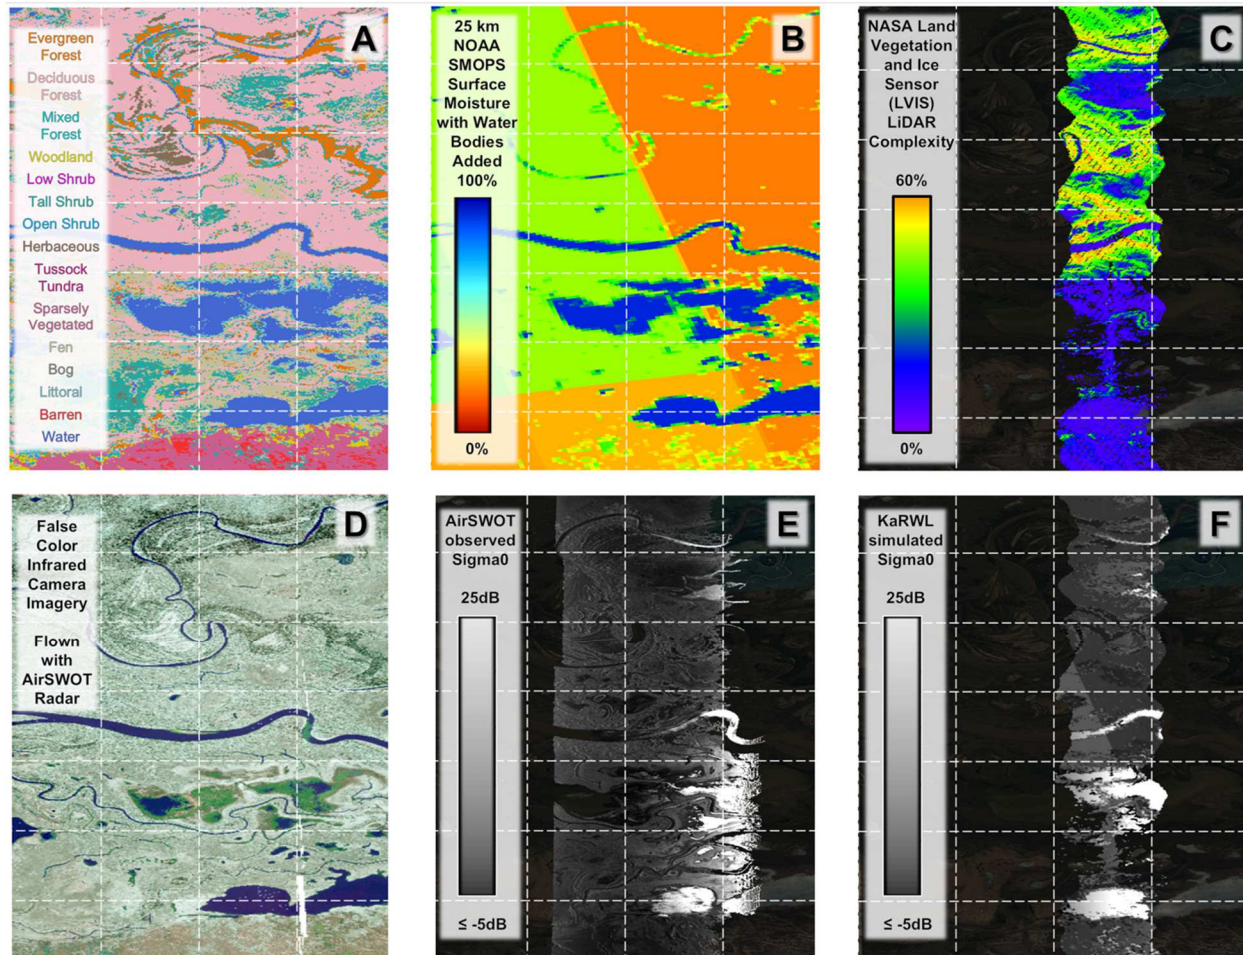 A
Evergreen
Forest
Deciduous
Forest
Mixed
Forest
Woodland
Low Shrub
Tall Shrub
Open Shrub
Herbaceous
Tussock
Tundra
Sparsely
Vegetated
Fen
Bog
Littoral
Barren
Water
B
25 km
NOAA
SMOPS
Surface
Moisture
with Water
Bodies
Added
100%
0%
C
NASA Land
Vegetation
and Ice
Sensor
(LVIS)
LiDAR
Complexity
60%
0%
D
False
Color
Infrared
Camera
Imagery
Flown
with
AirSWOT
Radar
E
AirSWOT
observed
Sigma0
25dB
≤ -5dB
F
KaRWL
simulated
Sigma0
25dB
≤ -5dB